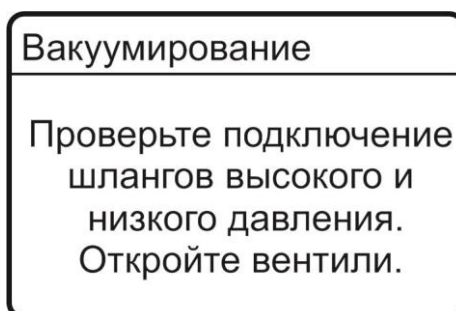 Вакуумирование
Проверьте подключение
шлангов высокого и
низкого давления.
Откройте вентили.